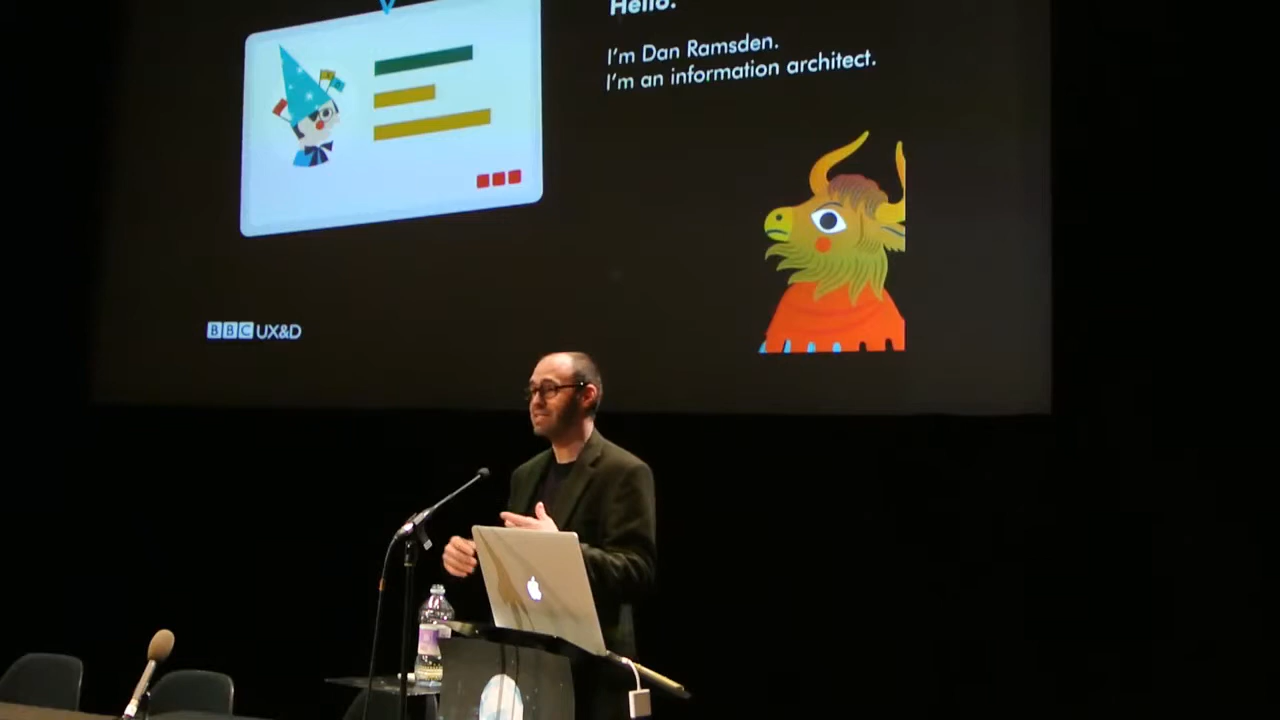 Hello.
I'm Dan Ramsden.
I'm an information architect.
BBC UX&D